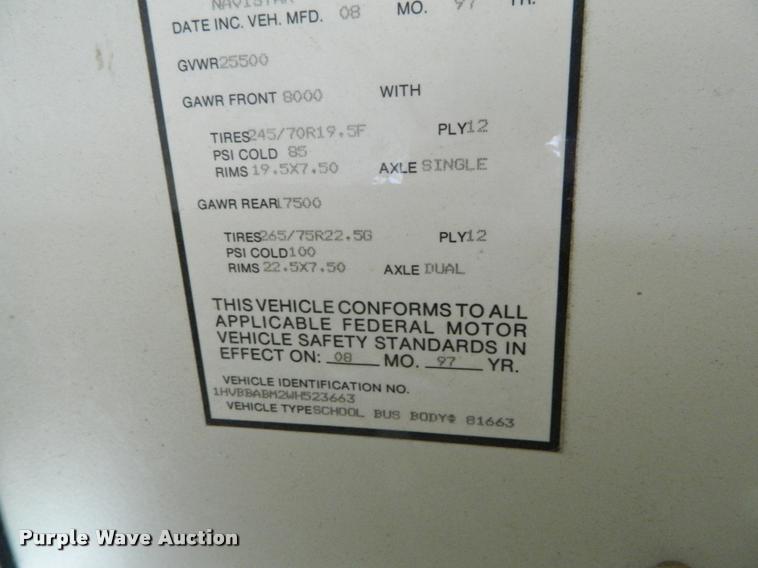 NAVISTAR
DATE INC. VEH. MFD. 08 MO. 97 YR.
GVWR25500
GAWR FRONT 8000 WITH
TIRES245/70R19.5F PLY12
PSI COLD 85
RIMS 19.5X7.50 AXLE SINGLE
GAWR REAR17500
TIRES265/75R22.5G PLY12
PSI COLD100
RIMS 22.5X7.50 AXLE DUAL
THIS VEHICLE CONFORMS TO ALL
APPLICABLE FEDERAL MOTOR
VEHICLE SAFETY STANDARDS IN
EFFECT ON: 08 MO. 97 YR.
VEHICLE IDENTIFICATION NO.
1HVBBABM2WH523663
VEHICLE TYPESCHOOL BUS BODY# 81663
Purple Wave Auction